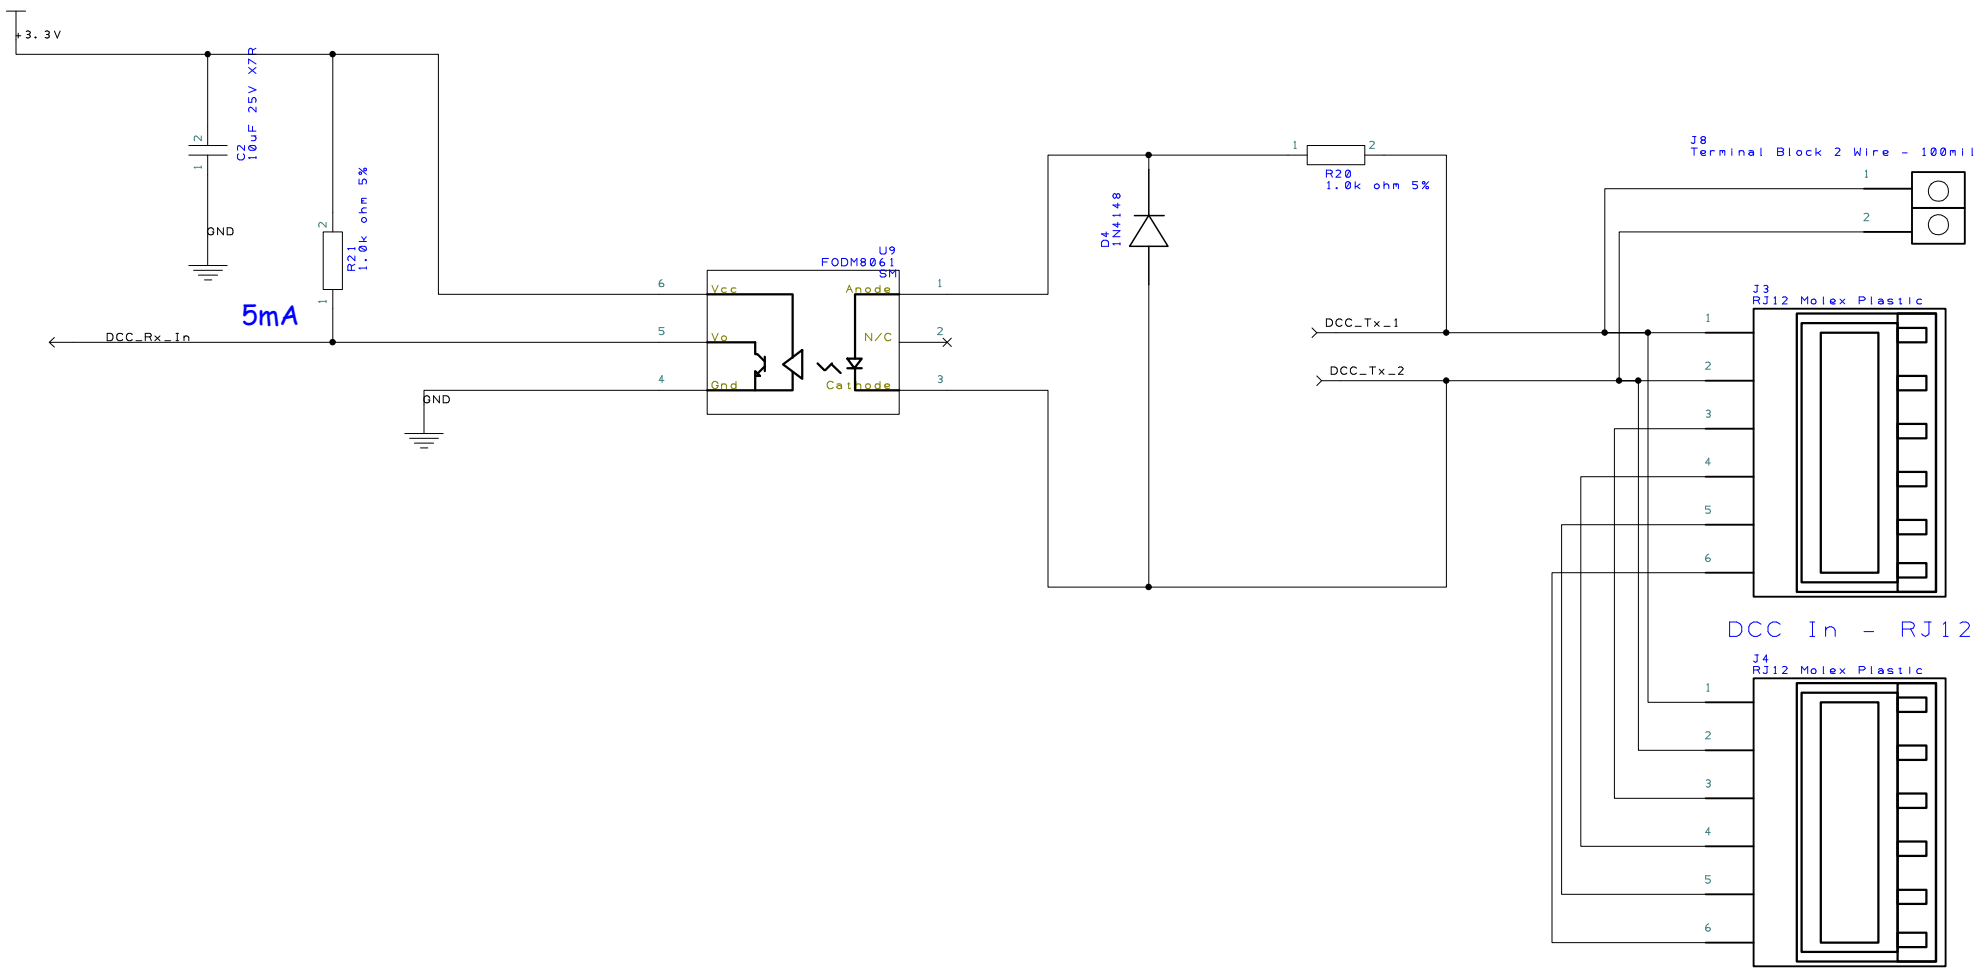 +3.3V
2
1
C2
10uF 25V X7R
GND
2
1
R21
1.0k ohm 5%
5mA
DCC_Rx_In
GND
U9
FODM8061
SM
6
5
4
Vcc
Vo
Gnd
Anode
N/C
Cathode
1
2
3
D4
1N4148
1
2
R20
1.0k ohm 5%
DCC_Tx_1
DCC_Tx_2
J8
Terminal Block 2 Wire - 100mil
1
2
J3
RJ12 Molex Plastic
1
2
3
4
5
6
DCC In - RJ12
J4
RJ12 Molex Plastic
1
2
3
4
5
6